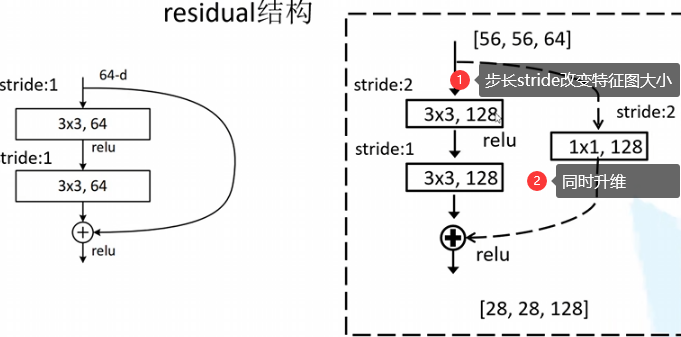 residual结构
64-d
stride:1
3x3, 64
relu
stride:1
3x3, 64
relu
[56, 56, 64]
1 步长stride改变特征图大小
stride:2
stride:2
3x3, 128
relu
1x1, 128
stride:1
3x3, 128
2 同时升维
relu
[28, 28, 128]